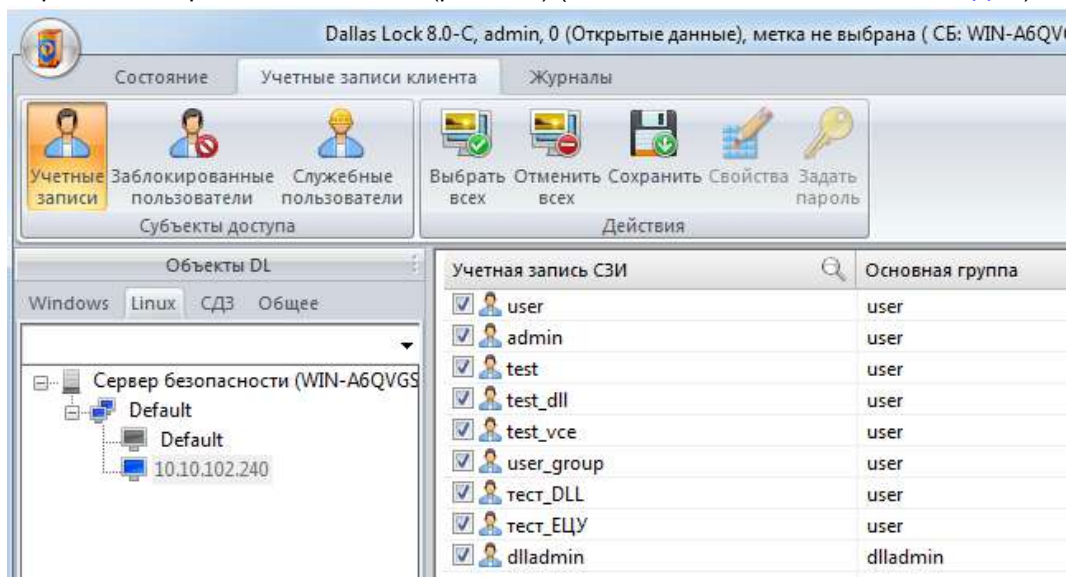 Dallas Lock 8.0-C, admin, 0 (Открытые данные), метка не выбрана ( СБ: WIN-A6QV
Состояние Учетные записи клиента Журналы
Учетные записи
Заблокированные пользователи
Служебные пользователи
Выбрать всех
Отменить всех
Сохранить
Свойства
Задать пароль
Субъекты доступа
Действия
Объекты DL
Windows Linux СДЗ Общее
Сервер безопасности (WIN-A6QVGS
Default
Default
10.10.102.240
Учетная запись СЗИ Основная группа
user user
admin user
test user
test_dll user
test_vce user
user_group user
тест_DLL user
тест_ЕЦУ user
dlladmin dlladmin